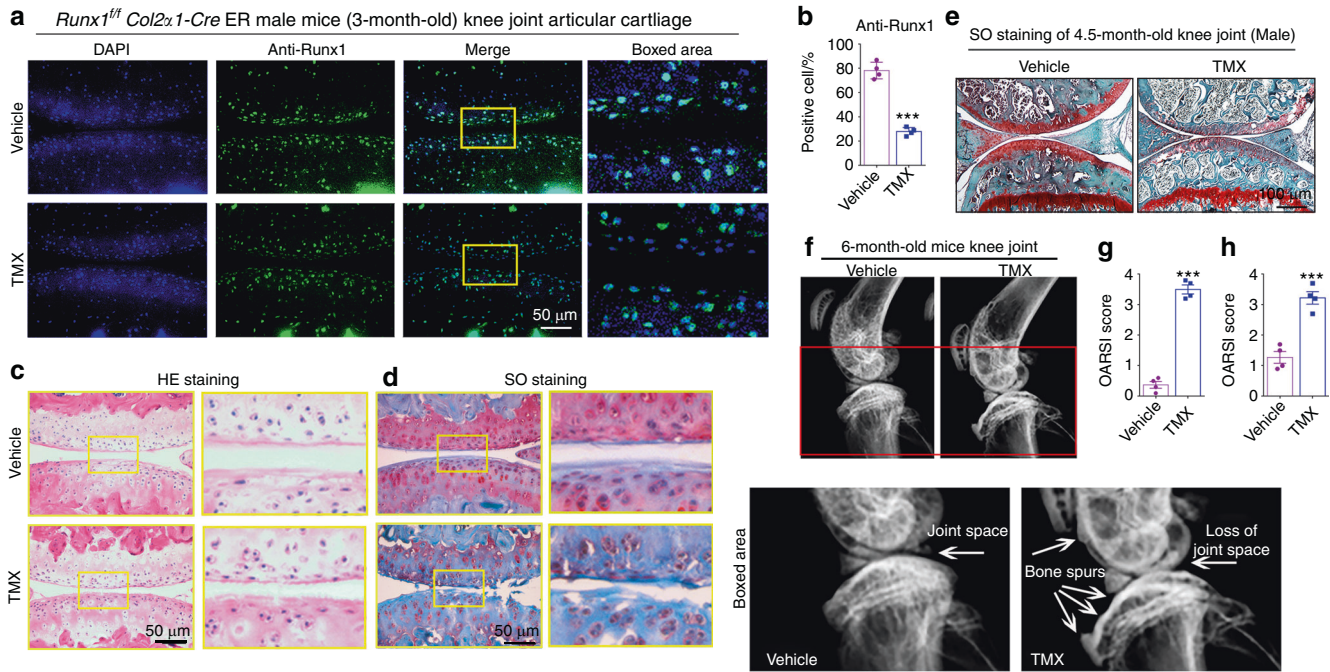 a
Runx1f/f Col2α1-Cre ER male mice (3-month-old) knee joint articular cartliage
DAPI
Anti-Runx1
Merge
Boxed area
Vehicle
TMX
50 μm
b
Anti-Runx1
Positive cell/%
100
80
60
40
20
0
***
Vehicle
TMX
e
SO staining of 4.5-month-old knee joint (Male)
Vehicle
TMX
100 μm
c
HE staining
Vehicle
TMX
50 μm
d
SO staining
50 μm
f
6-month-old mice knee joint
Vehicle
TMX
g
OARSI score
4
3
2
1
0
***
Vehicle
TMX
h
OARSI score
4
3
2
1
0
***
Vehicle
TMX
Boxed area
Joint space
Vehicle
Loss of
joint space
Bone spurs
TMX